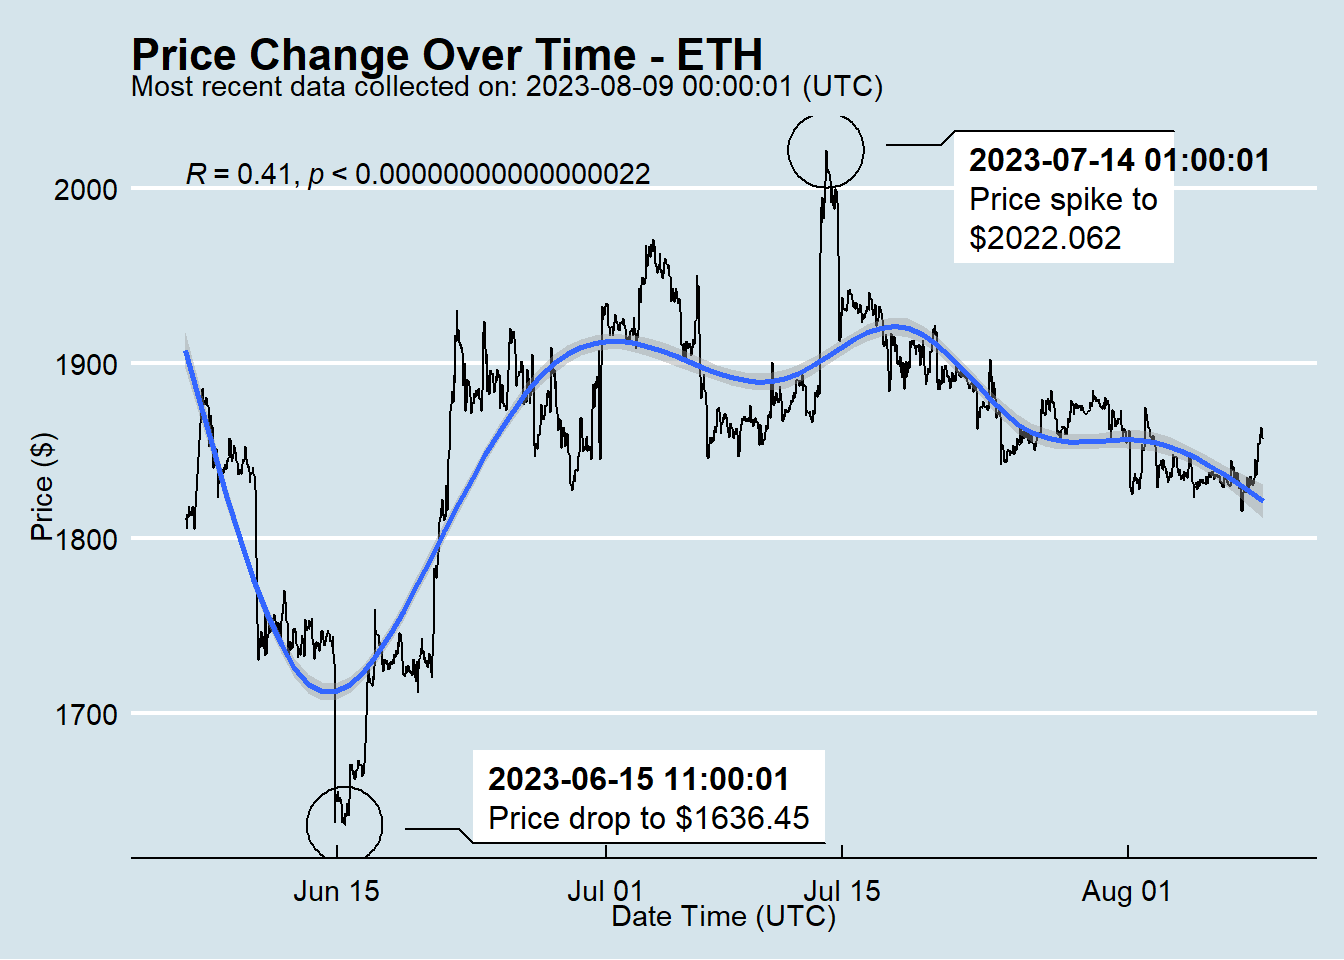 Price Change Over Time - ETH
Most recent data collected on: 2023-08-09 00:00:01 (UTC)
R = 0.41, p < 0.00000000000000022
2023-07-14 01:00:01
Price spike to
$2022.062
2000
1900
1800
1700
Price ($)
2023-06-15 11:00:01
Price drop to $1636.45
Jun 15
Jul 01
Jul 15
Aug 01
Date Time (UTC)